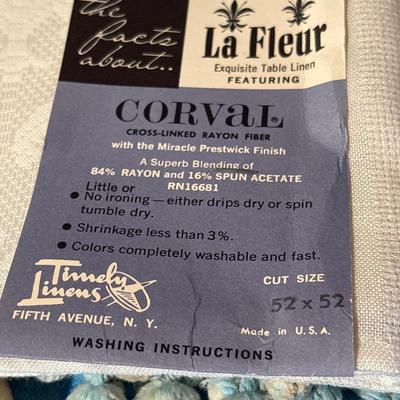 the
facts
about..
La Fleur
Exquisite Table Linen
FEATURING
CORVAL®
CROSS-LINKED RAYON FIBER
with the Miracle Prestwick Finish
A Superb Blending of
84% RAYON and 16% SPUN ACETATE
RN16681
Little or
• No ironing — either drips dry or spin
tumble dry.
• Shrinkage less than 3%.
• Colors completely washable and fast.
Timely
Linens
FIFTH AVENUE, N. Y.
CUT SIZE
52 x 52
Made in U.S.A.
WASHING INSTRUCTIONS